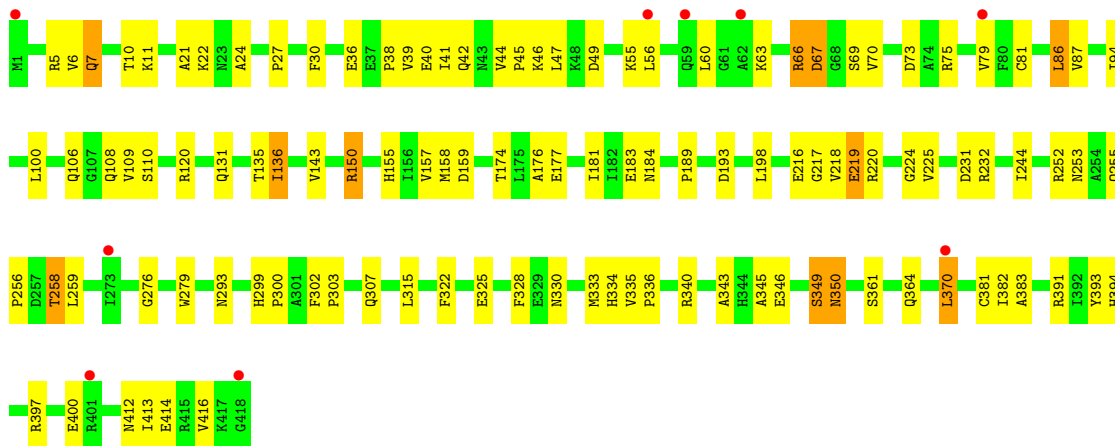 M1 R5 V6 Q7 T10 K11 A21 K22 N23 A24 P27 F30 E36 E37 P38 V39 E40 I41 Q42 N43 V44 P45 K46 L47 K48 D49 K55 L56 Q59 L60 G61 A62 K63 R66 D67 G68 S69 V70 D73 A74 R75 V79 F80 C81 L86 V87 I94
L100 Q106 G107 Q108 V109 S110 R120 Q131 T135 I136 V143 R150 H155 I156 V157 M158 D159 T174 L175 A176 E177 I181 I182 E183 N184 P189 D193 L198 E216 G217 V218 E219 R220 G224 V225 D231 R232 I244 R252 N253 A254
P256 D257 T258 L259 I273 G276 W279 N293 H299 P300 A301 F302 P303 Q307 L315 F322 E325 F328 E329 N330 M333 H334 V335 P336 R340 A343 H344 A345 E346 S349 N350 S361 Q364 L370 C381 I382 A383 R391 I392 Y393
R397 E400 R401 N412 I413 E414 R415 V416 K417 G418